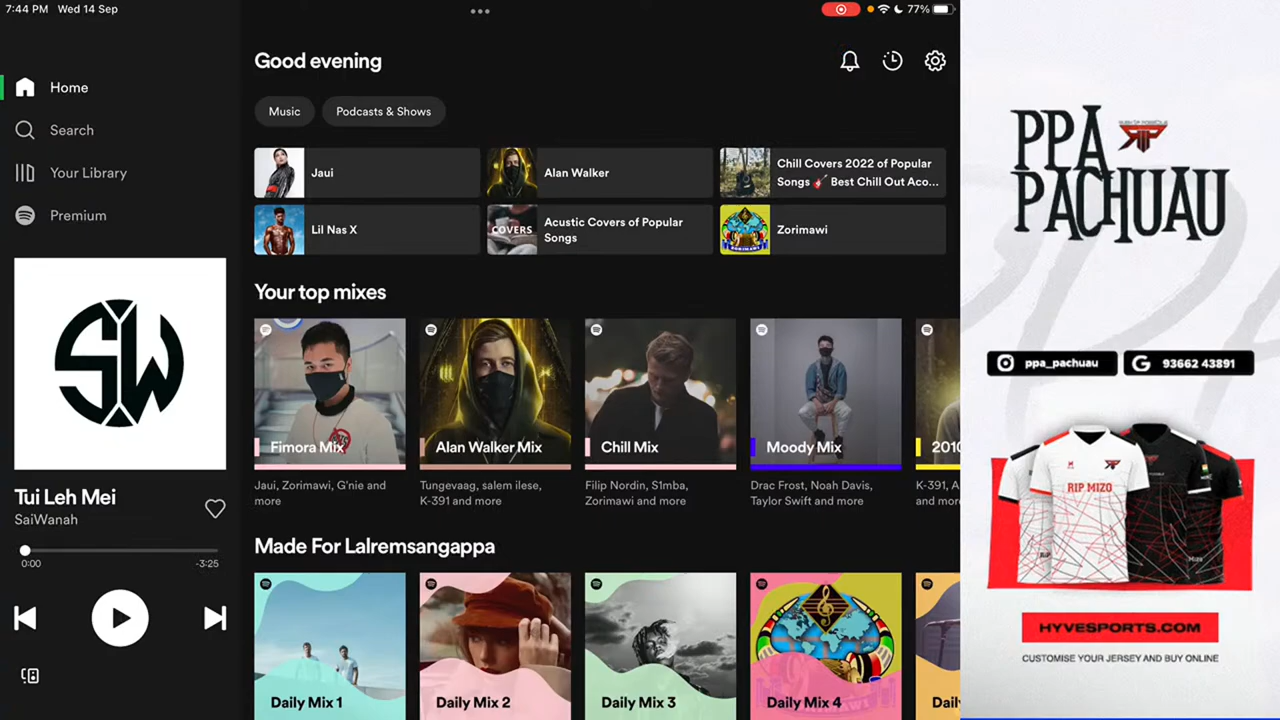 7:44 PM Wed 14 Sep
77%
Home
Search
Your Library
Premium
SW
Tui Leh Mei
SaiWanah
0:00
-3:25
Good evening
Music
Podcasts & Shows
Jaui
Alan Walker
Chill Covers 2022 of Popular
Songs 🎸 Best Chill Out Aco...
Lil Nas X
COVERS
Acustic Covers of Popular
Songs
Zorimawi
Your top mixes
Fimora Mix
Alan Walker Mix
Chill Mix
Moody Mix
2010
Jaui, Zorimawi, G'nie and
more
Tungevaag, salem ilese,
K-391 and more
Filip Nordin, S1mba,
Zorimawi and more
Drac Frost, Noah Davis,
Taylor Swift and more
K-391, A
and mor
Made For Lalremsangappa
Daily Mix 1
Daily Mix 2
Daily Mix 3
Daily Mix 4
Dai
PPA
PACHUAU
RIP
ppa_pachuau
93662 43891
RIP MIZO
HYVESPORTS.COM
CUSTOMISE YOUR JERSEY AND BUY ONLINE